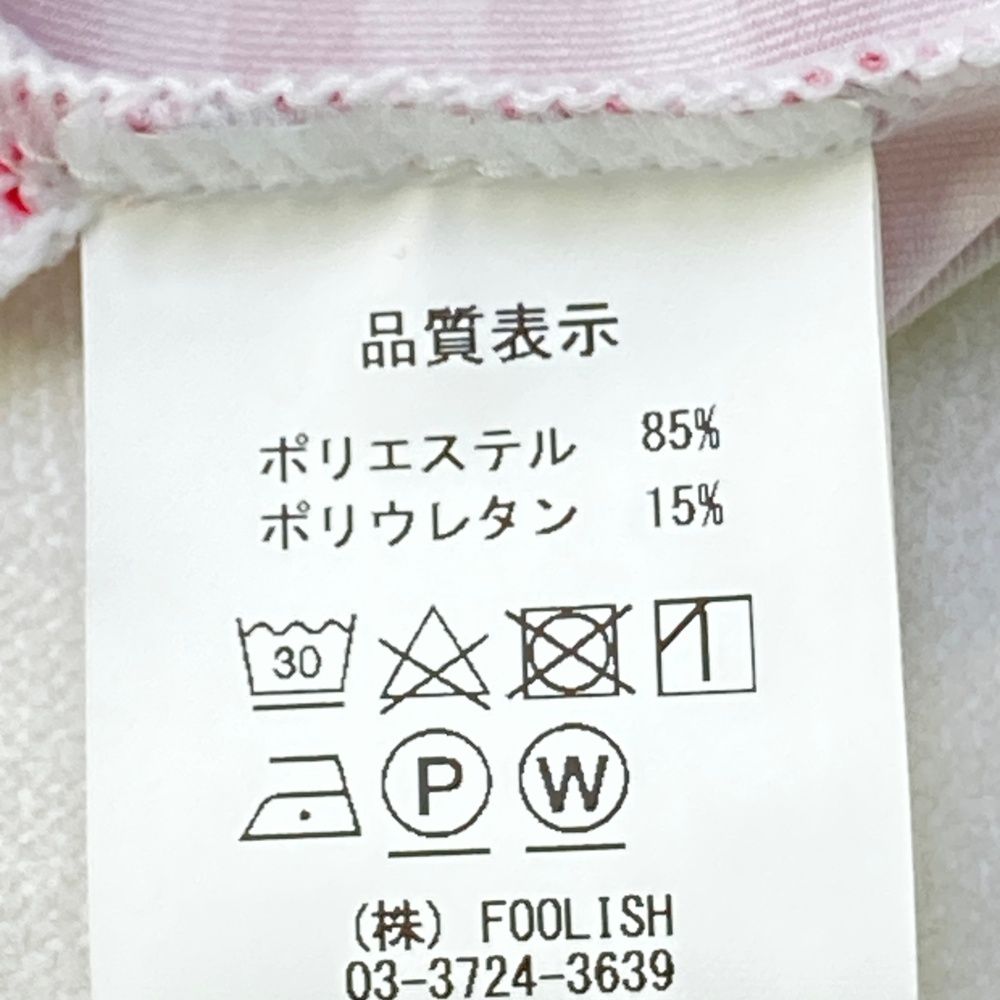 品質表示
ポリエステル 85%
ポリウレタン 15%
30
P W
(株) FOOLISH
03-3724-3639